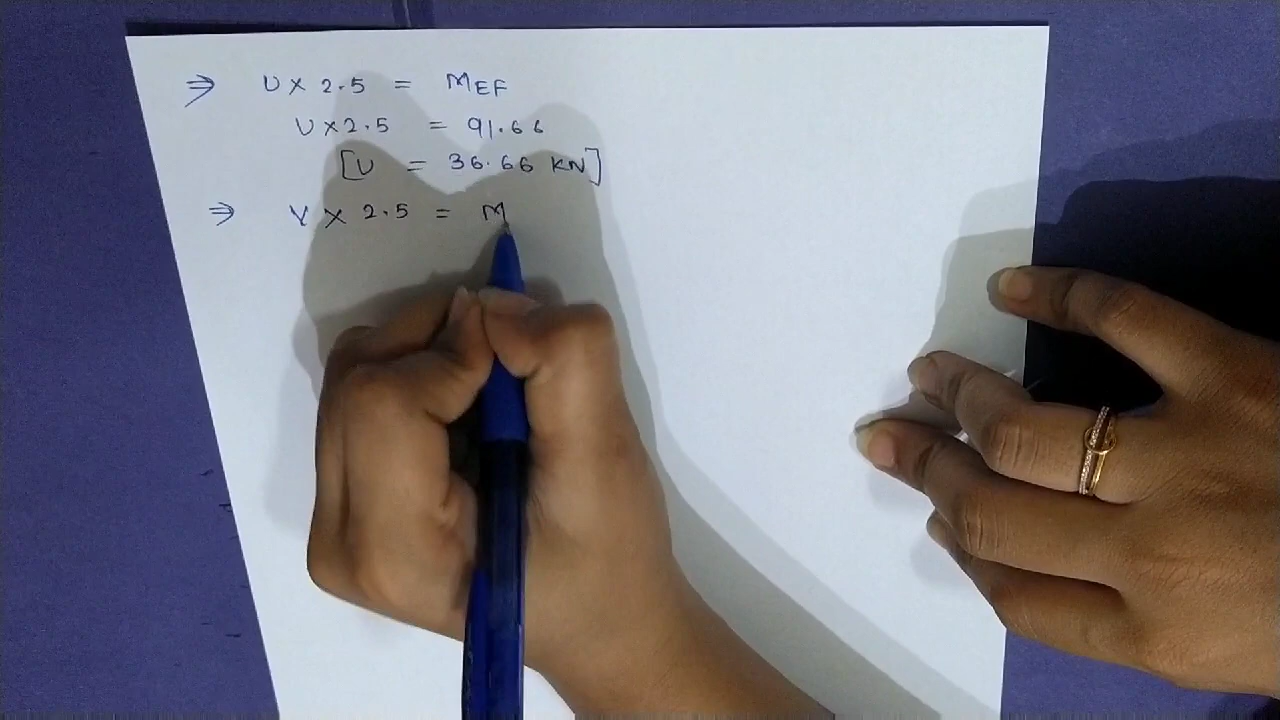 ⇒ U × 2.5 = MEF
U × 2.5 = 91.66
[U = 36.66 KN]
⇒ V × 2.5 = M